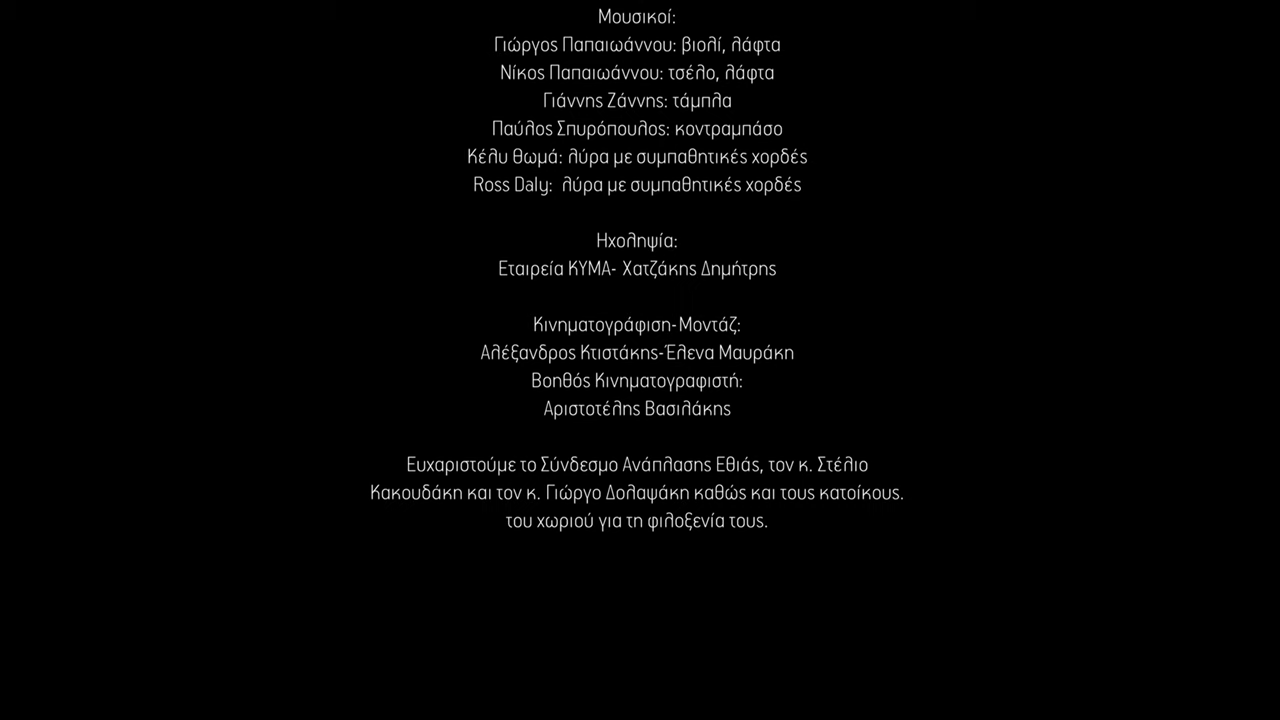 Μουσικοί:
Γιώργος Παπαιωάννου: βιολί, λάφτα
Νίκος Παπαιωάννου: τσέλο, λάφτα
Γιάννης Ζάννης: τάμπλα
Παύλος Σπυρόπουλος: κοντραμπάσο
Κέλυ Θωμά: λύρα με συμπαθητικές χορδές
Ross Daly: λύρα με συμπαθητικές χορδές
Ηχοληψία:
Εταιρεία ΚΥΜΑ- Χατζάκης Δημήτρης
Κινηματογράφιση-Μοντάζ:
Αλέξανδρος Κτιστάκης-Έλενα Μαυράκη
Βοηθός Κινηματογραφιστή:
Αριστοτέλης Βασιλάκης
Ευχαριστούμε το Σύνδεσμο Ανάπλασης Εθιάς, τον κ. Στέλιο
Κακουδάκη και τον κ. Γιώργο Δολαψάκη καθώς και τους κατοίκους.
του χωριού για τη φιλοξενία τους.